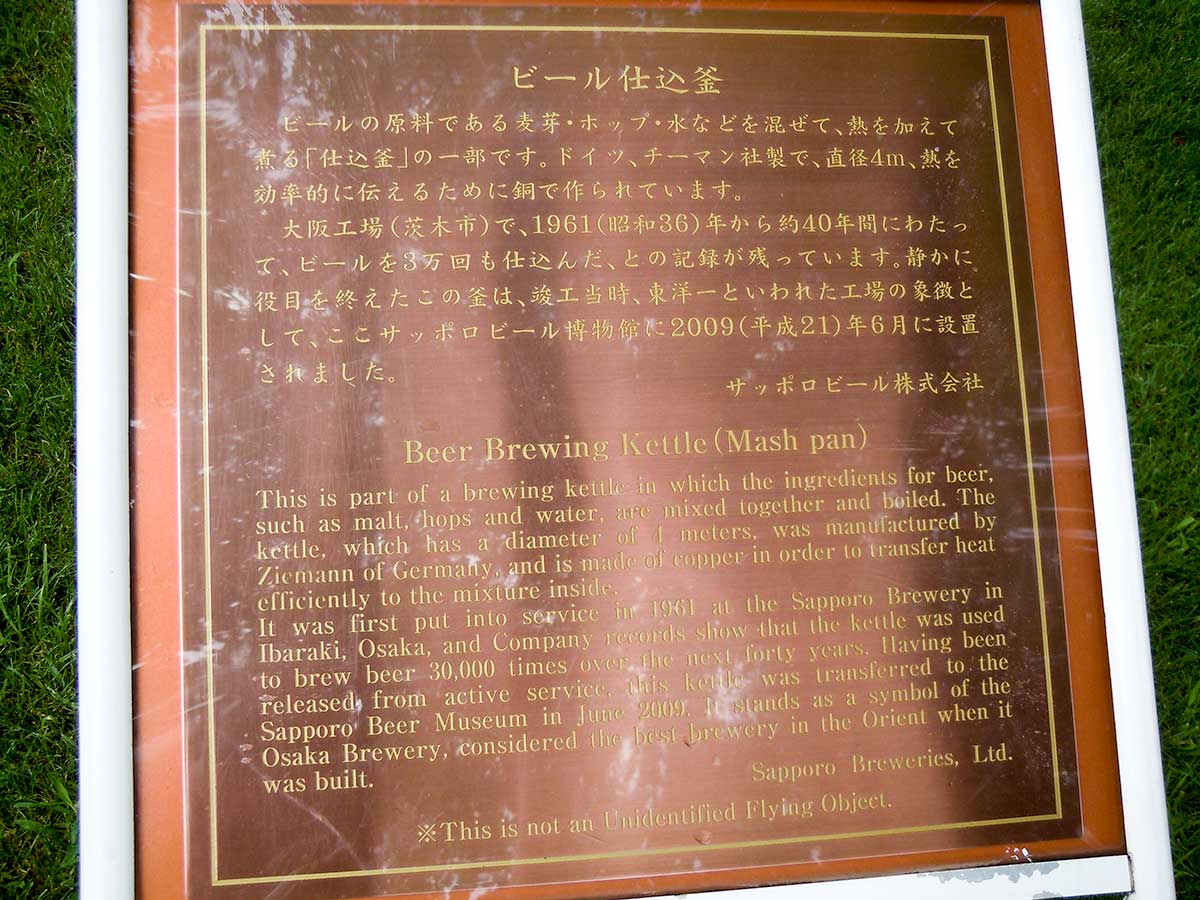 ビール仕込釜
ビールの原料である麦芽・ホップ・水などを混ぜて、熱を加えて
煮る「仕込釜」の一部です。ドイツ、チーマン社製で、直径4m、熱を
効率的に伝えるために銅で作られています。
大阪工場(茨木市)で、1961(昭和36)年から約40年間にわたっ
て、ビールを3万回も仕込んだ、との記録が残っています。静かに
役目を終えたこの釜は、竣工当時、東洋一といわれた工場の象徴と
して、ここサッポロビール博物館に2009(平成21)年6月に設置
されました。
サッポロビール株式会社
Beer Brewing Kettle(Mash pan)
This is part of a brewing kettle in which the ingredients for beer,
such as malt, hops and water, are mixed together and boiled. The
kettle, which has a diameter of 4 meters, was manufactured by
Ziemann of Germany, and is made of copper in order to transfer heat
efficiently to the mixture inside.
It was first put into service in 1961 at the Sapporo Brewery in
Ibaraki, Osaka, and Company records show that the kettle was used
to brew beer 30,000 times over the next forty years. Having been
released from active service, this kettle was transferred to the
Sapporo Beer Museum in June 2009. It stands as a symbol of the
Osaka Brewery, considered the best brewery in the Orient when it
was built.
Sapporo Breweries, Ltd.
※This is not an Unidentified Flying Object.